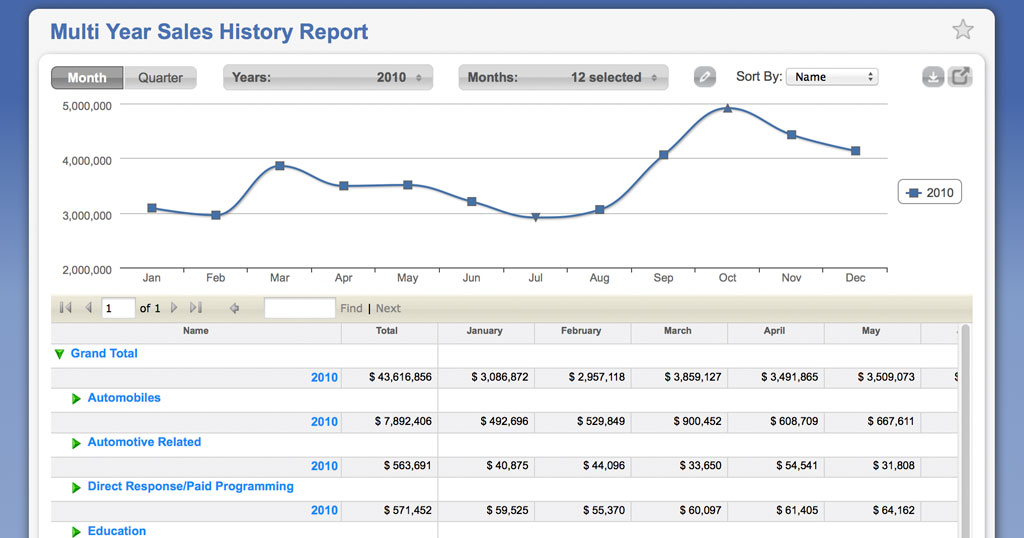 Multi Year Sales History Report
Month Quarter Years: 2010 Months: 12 selected Sort By: Name
5,000,000
4,000,000
3,000,000
2,000,000
2010
Jan Feb Mar Apr May Jun Jul Aug Sep Oct Nov Dec
1 of 1 Find | Next
Name Total January February March April May
Grand Total
2010 $ 43,616,856 $ 3,086,872 $ 2,957,118 $ 3,859,127 $ 3,491,865 $ 3,509,073 $
Automobiles
2010 $ 7,892,406 $ 492,696 $ 529,849 $ 900,452 $ 608,709 $ 667,611
Automotive Related
2010 $ 563,691 $ 40,875 $ 44,096 $ 33,650 $ 54,541 $ 31,808
Direct Response/Paid Programming
2010 $ 571,452 $ 59,525 $ 55,370 $ 60,097 $ 61,405 $ 64,162
Education